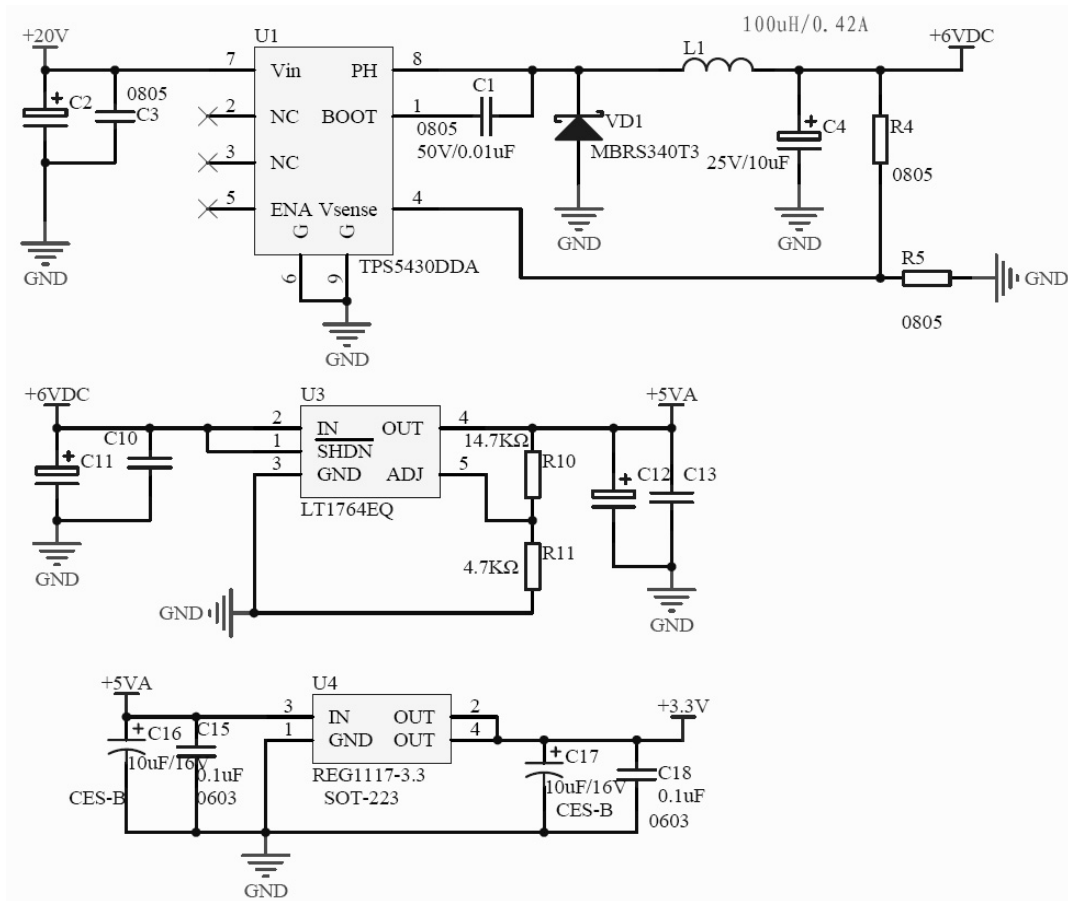 100uH/0.42A
+20V
U1
L1
+6VDC
7
Vin
PH
8
C2
0805
C3
2
NC
BOOT
1
C1
0805
50V/0.01uF
VD1
MBRS340T3
C4
25V/10uF
R4
0805
3
NC
5
ENA
Vsense
4
G
G
6
9
TPS5430DDA
GND
GND
GND
GND
R5
GND
0805
+6VDC
U3
+5VA
C10
C11
2
IN
OUT
4
1
SHDN
14.7KΩ
R10
3
GND
ADJ
5
C12
C13
LT1764EQ
GND
4.7KΩ
R11
GND
GND
+5VA
U4
+3.3V
C16
10uF/16V
CES-B
C15
0.1uF
0603
3
IN
OUT
2
1
GND
OUT
4
REG1117-3.3
SOT-223
C17
10uF/16V
CES-B
C18
0.1uF
0603
GND